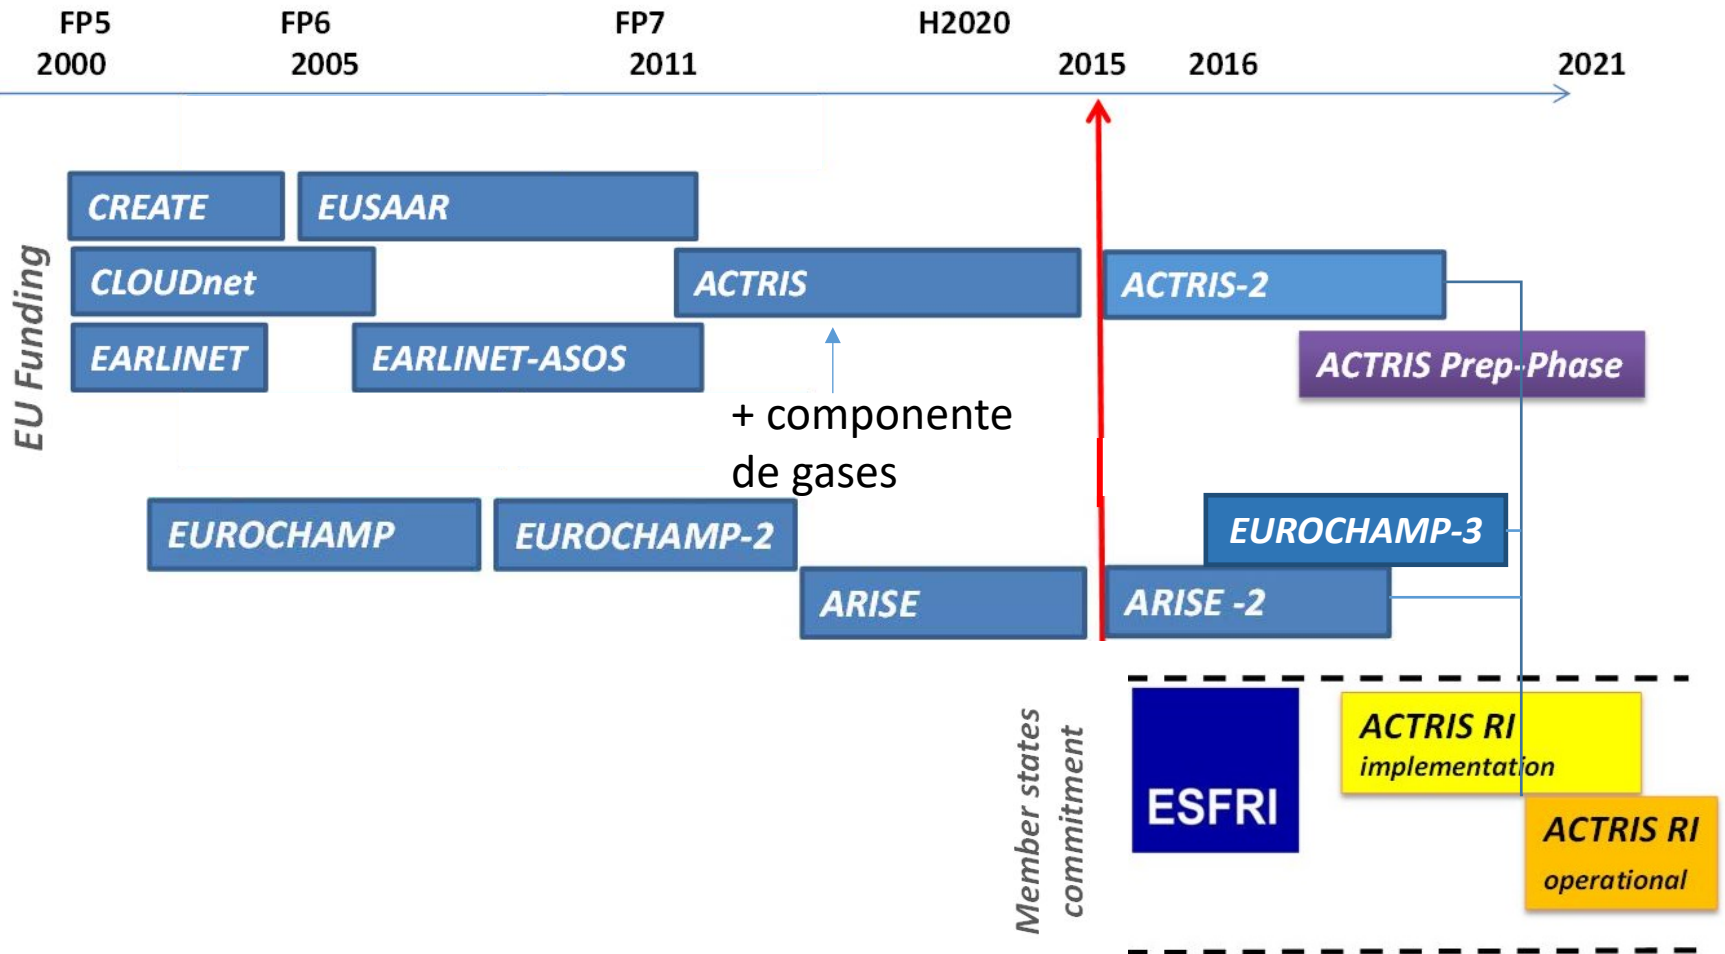 FP5 FP6 FP7 H2020
2000 2005 2011 2015 2016 2021
EU Funding
CREATE
EUSAAR
CLOUDnet
ACTRIS
ACTRIS-2
EARLINET
EARLINET-ASOS
ACTRIS Prep-Phase
+ componente
de gases
EUROCHAMP
EUROCHAMP-2
EUROCHAMP-3
ARISE
ARISE -2
Member states
commitment
ESFRI
ACTRIS RI
implementation
ACTRIS RI
operational